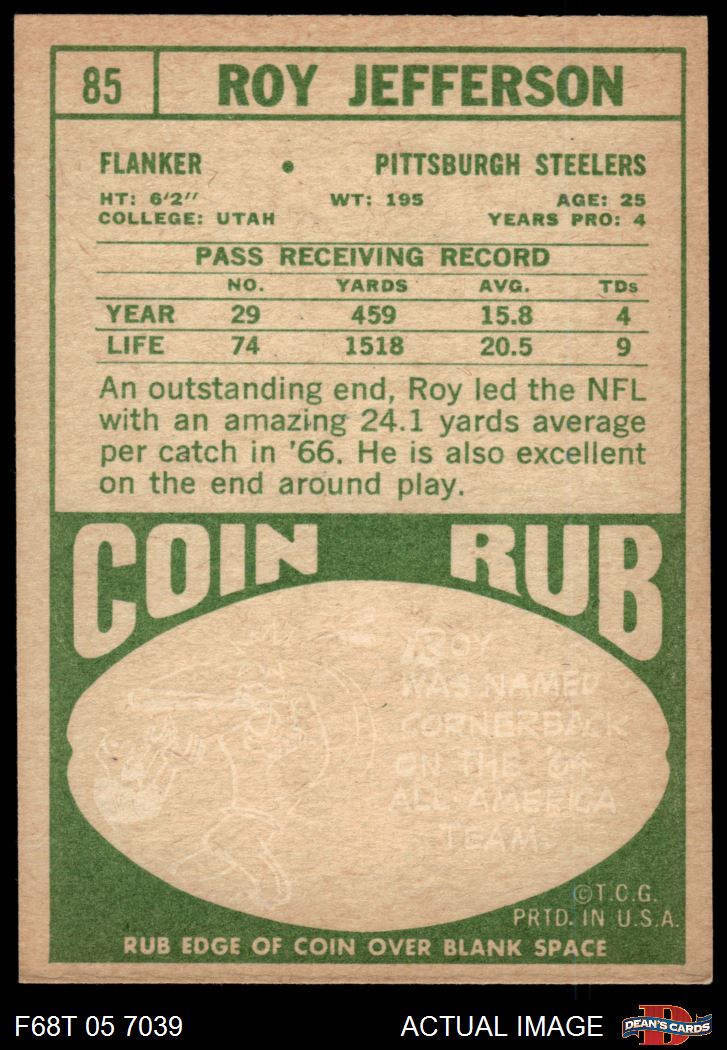 85 ROY JEFFERSON
FLANKER • PITTSBURGH STEELERS
HT: 6'2" WT: 195 AGE: 25
COLLEGE: UTAH YEARS PRO: 4
PASS RECEIVING RECORD
NO. YARDS AVG. TDs
YEAR 29 459 15.8 4
LIFE 74 1518 20.5 9
An outstanding end, Roy led the NFL
with an amazing 24.1 yards average
per catch in '66. He is also excellent
on the end around play.
COIN RUB
ROY
WAS NAMED
CORNERBACK
ON THE '64
ALL-AMERICA
TEAM.
©T.C.G.
PRTD. IN U.S.A.
RUB EDGE OF COIN OVER BLANK SPACE
F68T 05 7039 ACTUAL IMAGE D DEAN'S CARDS